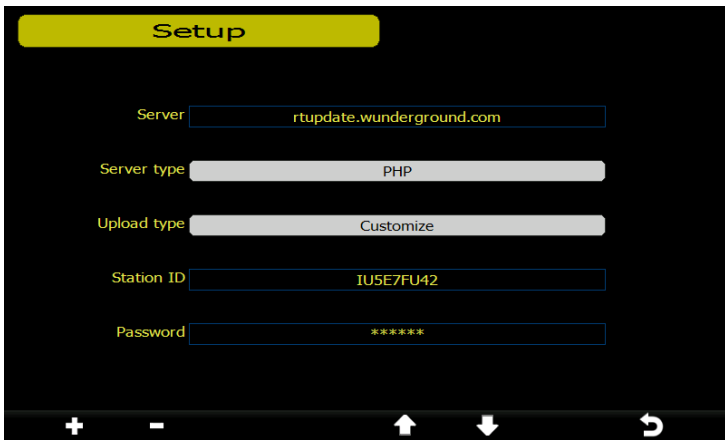 Setup
Server rtupdate.wunderground.com
Server type PHP
Upload type Customize
Station ID IU5E7FU42
Password ******